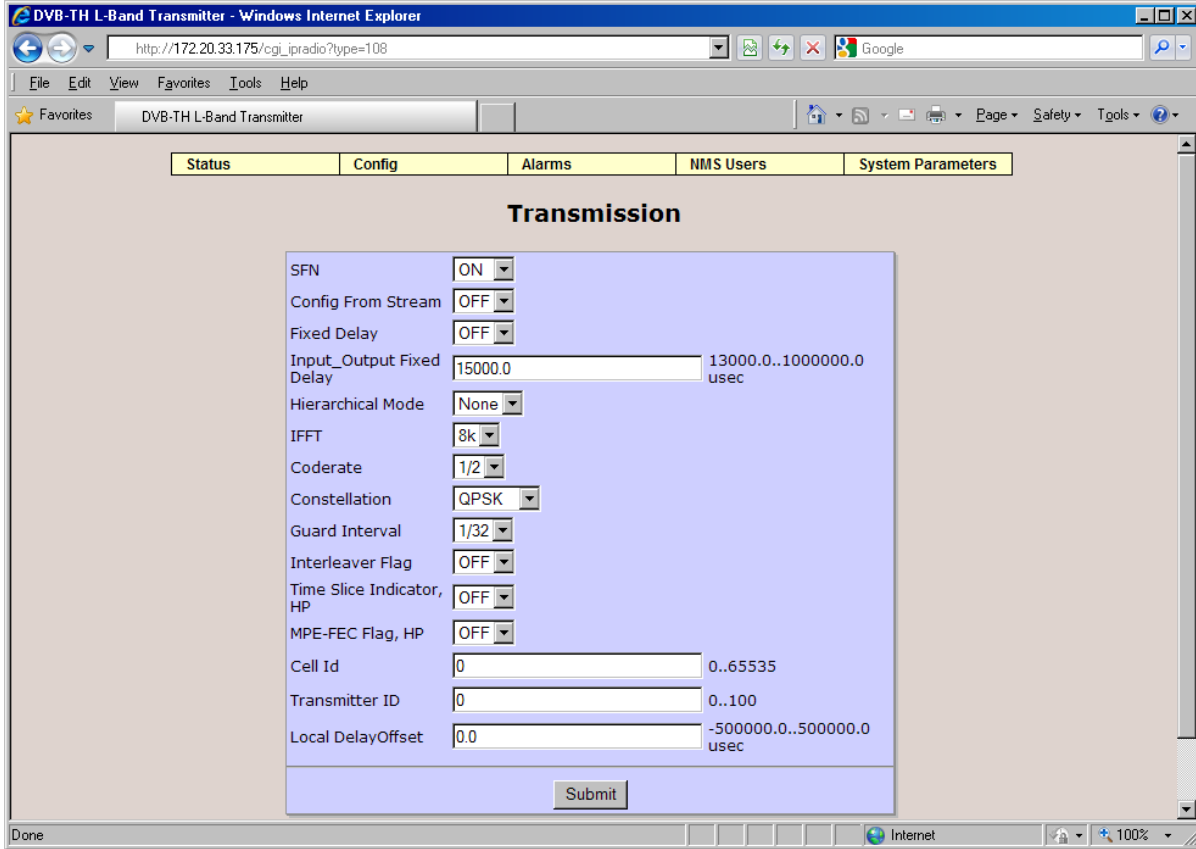 DVB-TH L-Band Transmitter - Windows Internet Explorer
http://172.20.33.175/cgi_ipradio?type=108
Google
File Edit View Favorites Tools Help
Favorites DVB-TH L-Band Transmitter Page Safety Tools
Status Config Alarms NMS Users System Parameters
Transmission
SFN ON
Config From Stream OFF
Fixed Delay OFF
Input_Output Fixed Delay 15000.0 13000.0..1000000.0 usec
Hierarchical Mode None
IFFT 8k
Coderate 1/2
Constellation QPSK
Guard Interval 1/32
Interleaver Flag OFF
Time Slice Indicator, HP OFF
MPE-FEC Flag, HP OFF
Cell Id 0 0..65535
Transmitter ID 0 0..100
Local DelayOffset 0.0 -500000.0..500000.0 usec
Submit
Done Internet 100%